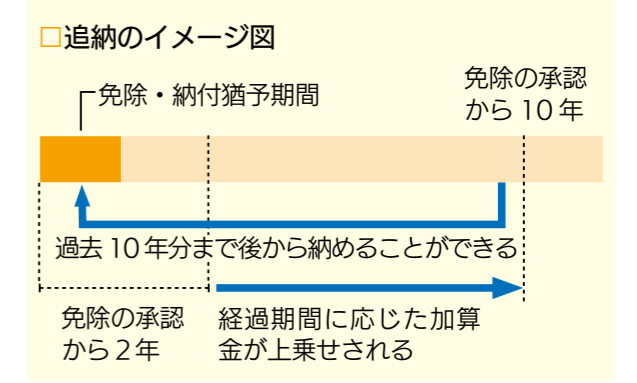 □追納のイメージ図
免除・納付猶予期間
免除の承認
から10年
過去10年分まで後から納めることができる
免除の承認
から2年
経過期間に応じた加算
金が上乗せされる